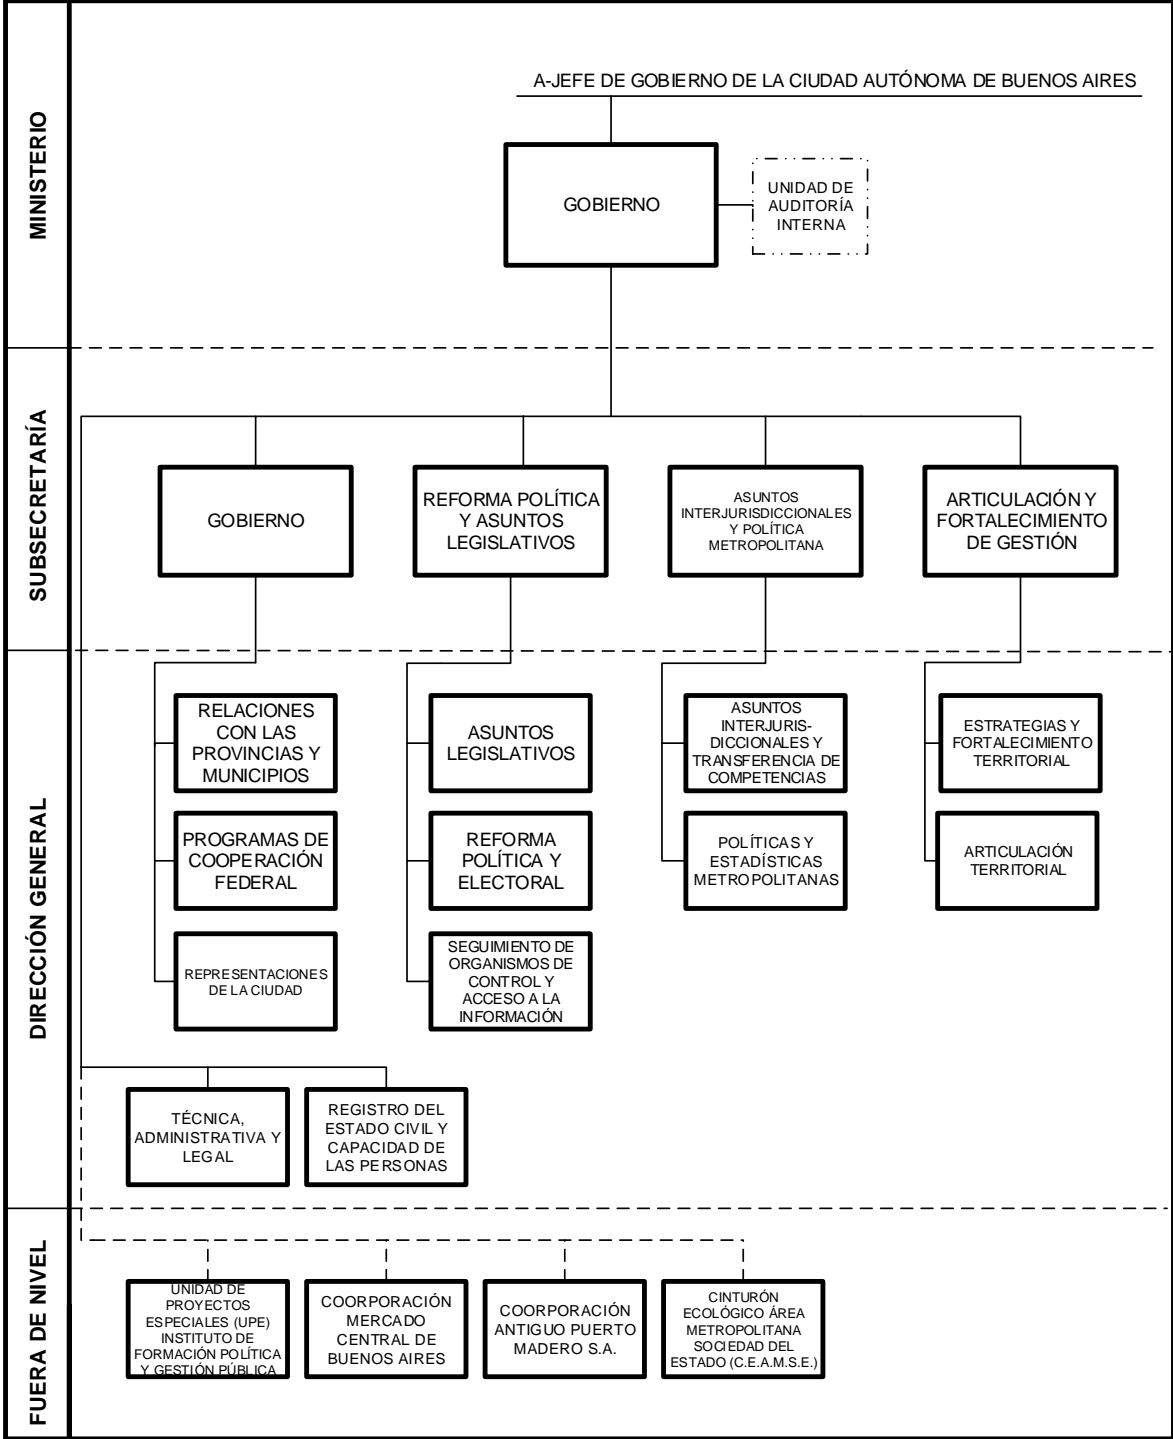 A-JEFE DE GOBIERNO DE LA CIUDAD AUTÓNOMA DE BUENOS AIRES
MINISTERIO
GOBIERNO
UNIDAD DE
AUDITORÍA
INTERNA
SUBSECRETARÍA
GOBIERNO
REFORMA POLÍTICA
Y ASUNTOS
LEGISLATIVOS
ASUNTOS
INTERJURISDICCIONALES
Y POLÍTICA
METROPOLITANA
ARTICULACIÓN Y
FORTALECIMIENTO
DE GESTIÓN
DIRECCIÓN GENERAL
RELACIONES
CON LAS
PROVINCIAS Y
MUNICIPIOS
ASUNTOS
LEGISLATIVOS
ASUNTOS
INTERJURIS-
DICCIONALES Y
TRANSFERENCIA DE
COMPETENCIAS
ESTRATEGIAS Y
FORTALECIMIENTO
TERRITORIAL
PROGRAMAS DE
COOPERACIÓN
FEDERAL
REFORMA
POLÍTICA Y
ELECTORAL
POLÍTICAS Y
ESTADÍSTICAS
METROPOLITANAS
ARTICULACIÓN
TERRITORIAL
REPRESENTACIONES
DE LA CIUDAD
SEGUIMIENTO DE
ORGANISMOS DE
CONTROL Y
ACCESO A LA
INFORMACIÓN
TÉCNICA,
ADMINISTRATIVA Y
LEGAL
REGISTRO DEL
ESTADO CIVIL Y
CAPACIDAD DE
LAS PERSONAS
FUERA DE NIVEL
UNIDAD DE
PROYECTOS
ESPECIALES (UPE)
INSTITUTO DE
FORMACIÓN POLÍTICA
Y GESTIÓN PÚBLICA
COORPORACIÓN
MERCADO
CENTRAL DE
BUENOS AIRES
COORPORACIÓN
ANTIGUO PUERTO
MADERO S.A.
CINTURÓN
ECOLÓGICO ÁREA
METROPOLITANA
SOCIEDAD DEL
ESTADO (C.E.A.M.S.E.)